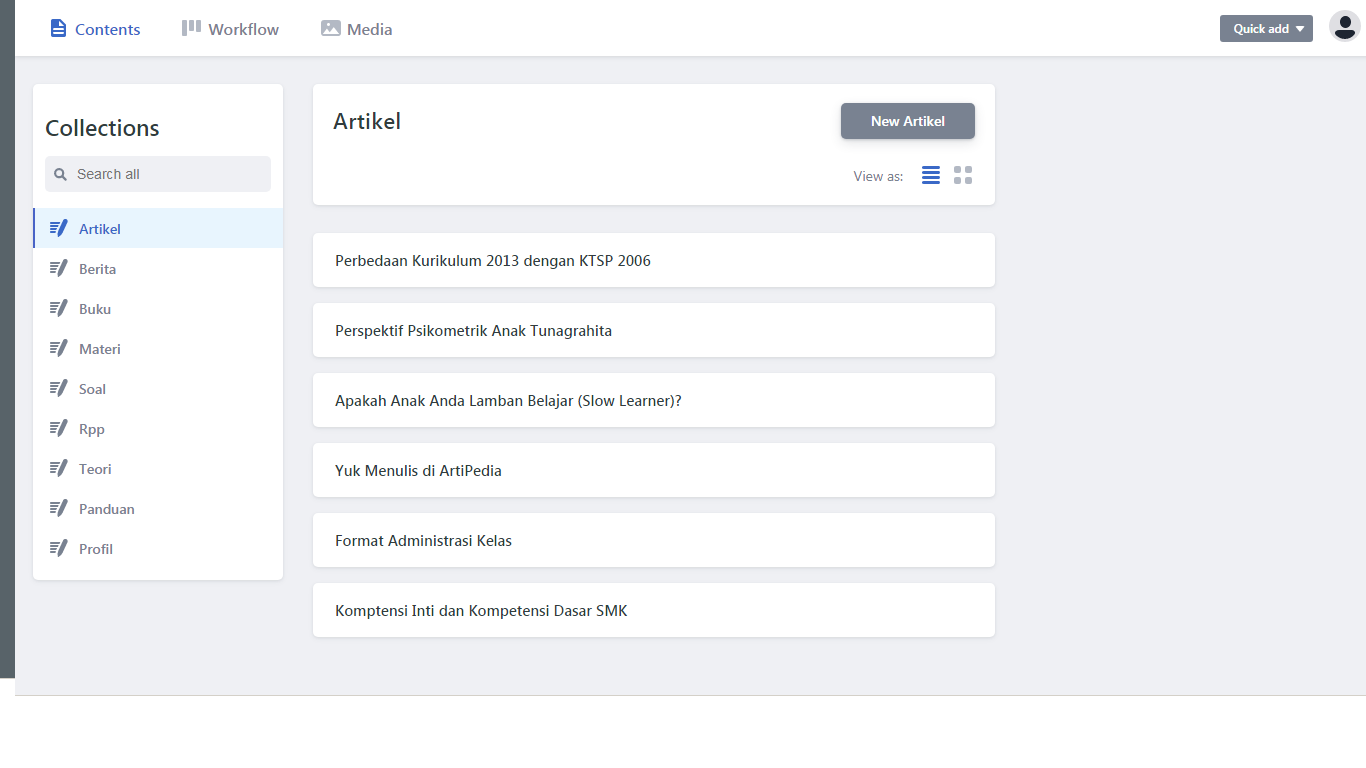 Contents
Workflow
Media
Quick add
Collections
Search all
Artikel
Berita
Buku
Materi
Soal
Rpp
Teori
Panduan
Profil
Artikel
New Artikel
View as:
Perbedaan Kurikulum 2013 dengan KTSP 2006
Perspektif Psikometrik Anak Tunagrahita
Apakah Anak Anda Lamban Belajar (Slow Learner)?
Yuk Menulis di ArtiPedia
Format Administrasi Kelas
Komptensi Inti dan Kompetensi Dasar SMK